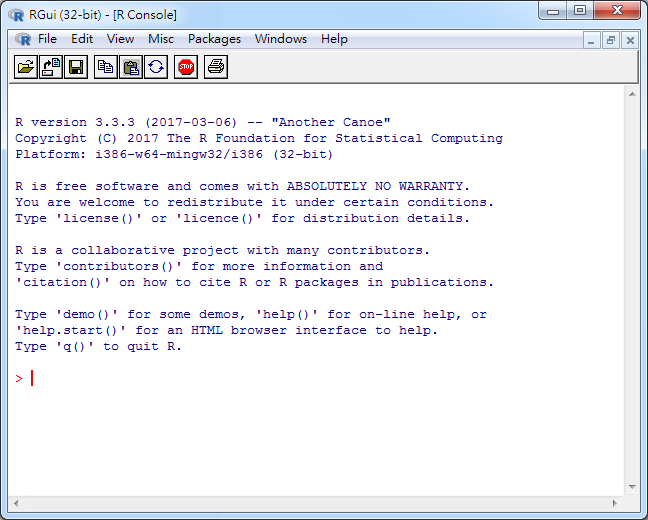 RGui (32-bit) - [R Console]
File Edit View Misc Packages Windows Help
STOP
R version 3.3.3 (2017-03-06) -- "Another Canoe"
Copyright (C) 2017 The R Foundation for Statistical Computing
Platform: i386-w64-mingw32/i386 (32-bit)
R is free software and comes with ABSOLUTELY NO WARRANTY.
You are welcome to redistribute it under certain conditions.
Type 'license()' or 'licence()' for distribution details.
R is a collaborative project with many contributors.
Type 'contributors()' for more information and
'citation()' on how to cite R or R packages in publications.
Type 'demo()' for some demos, 'help()' for on-line help, or
'help.start()' for an HTML browser interface to help.
Type 'q()' to quit R.
>